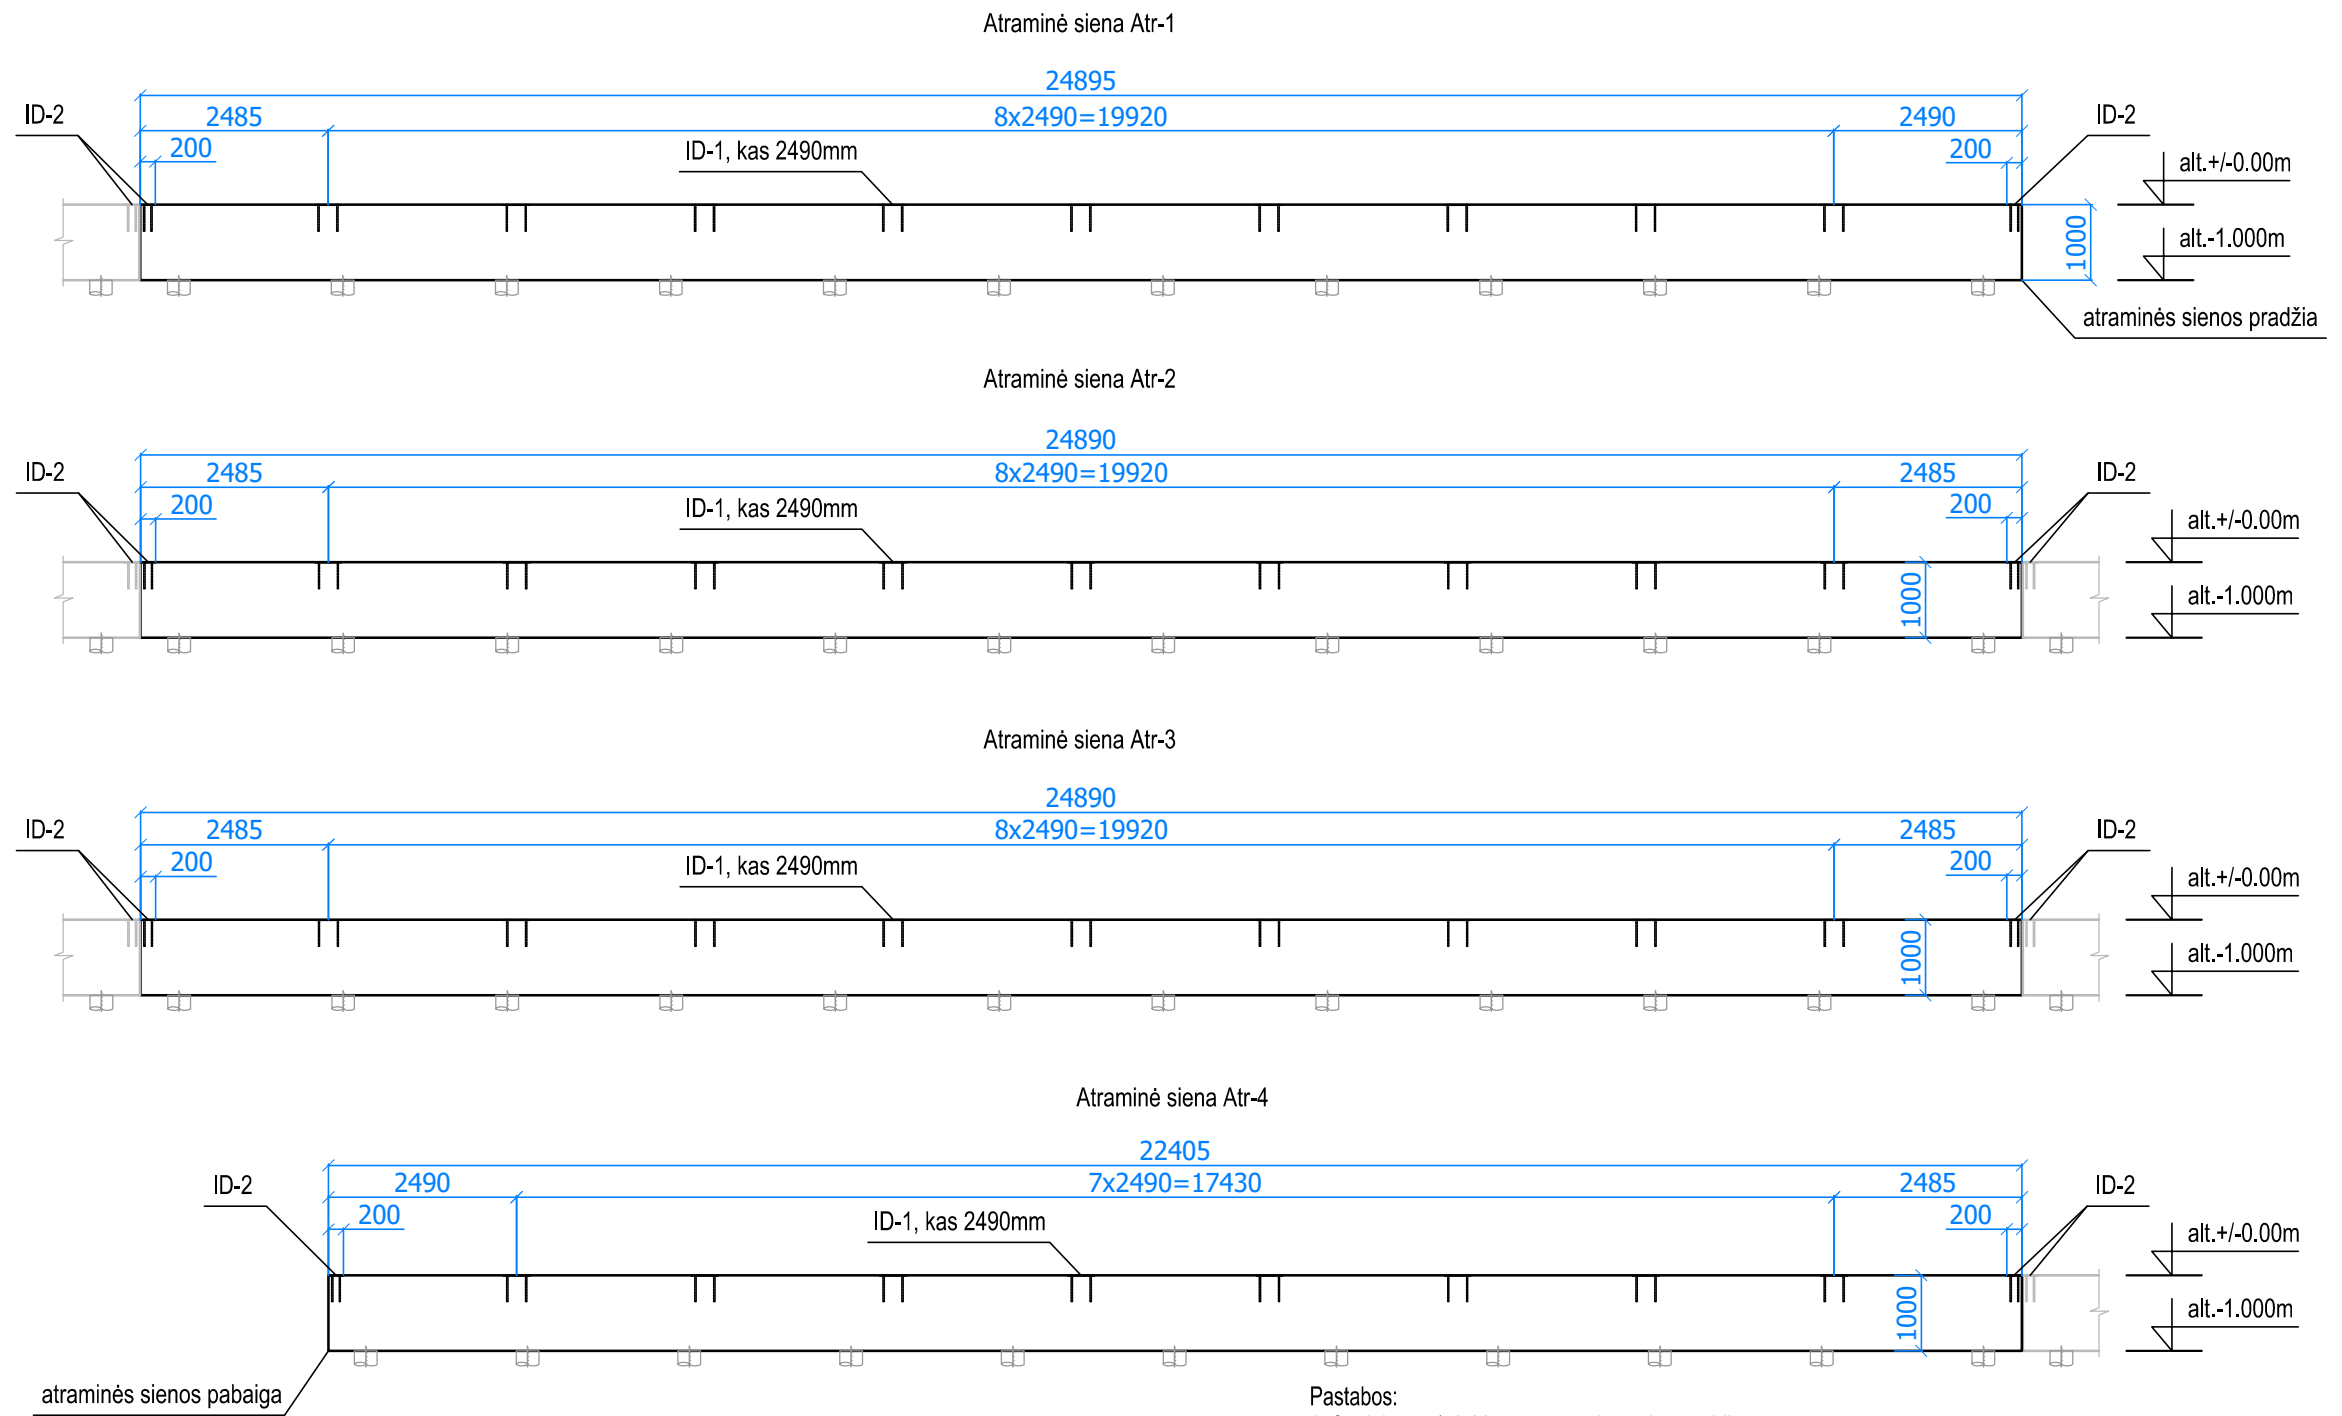 Atraminė siena Atr-1
24895
ID-2
2485
8x2490=19920
2490
ID-2
200
ID-1, kas 2490mm
200
alt.+/-0.00m
1000
alt.-1.000m
atraminės sienos pradžia
Atraminė siena Atr-2
24890
ID-2
2485
8x2490=19920
2485
ID-2
200
ID-1, kas 2490mm
200
alt.+/-0.00m
1000
alt.-1.000m
Atraminė siena Atr-3
24890
ID-2
2485
8x2490=19920
2485
ID-2
200
ID-1, kas 2490mm
200
alt.+/-0.00m
1000
alt.-1.000m
Atraminė siena Atr-4
22405
ID-2
2490
7x2490=17430
2485
ID-2
200
ID-1, kas 2490mm
200
alt.+/-0.00m
1000
alt.-1.000m
atraminės sienos pabaiga
Pastabos: